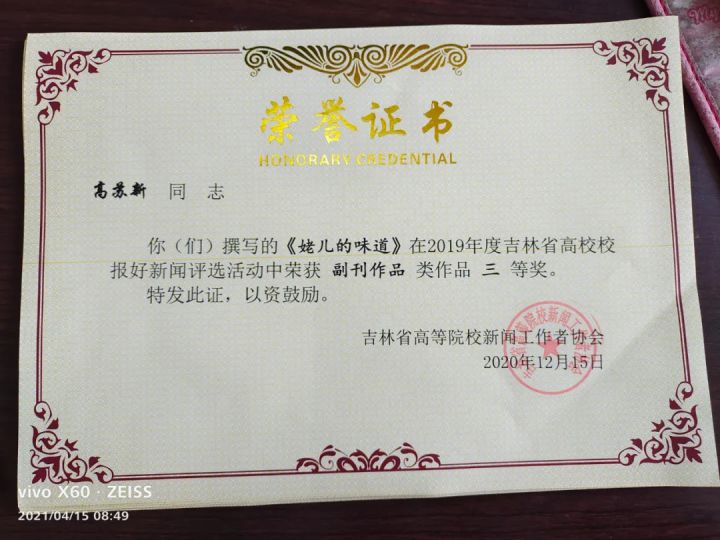 荣誉证书
HONORARY CREDENTIAL
高苏新 同 志
你（们）撰写的《姥儿的味道》在2019年度吉林省高校校
报好新闻评选活动中荣获 副刊作品 类作品 三 等奖。
特发此证，以资鼓励。
吉林省高等院校新闻工作者协会
2020年12月15日
vivo X60 · ZEISS
2021/04/15 08:49